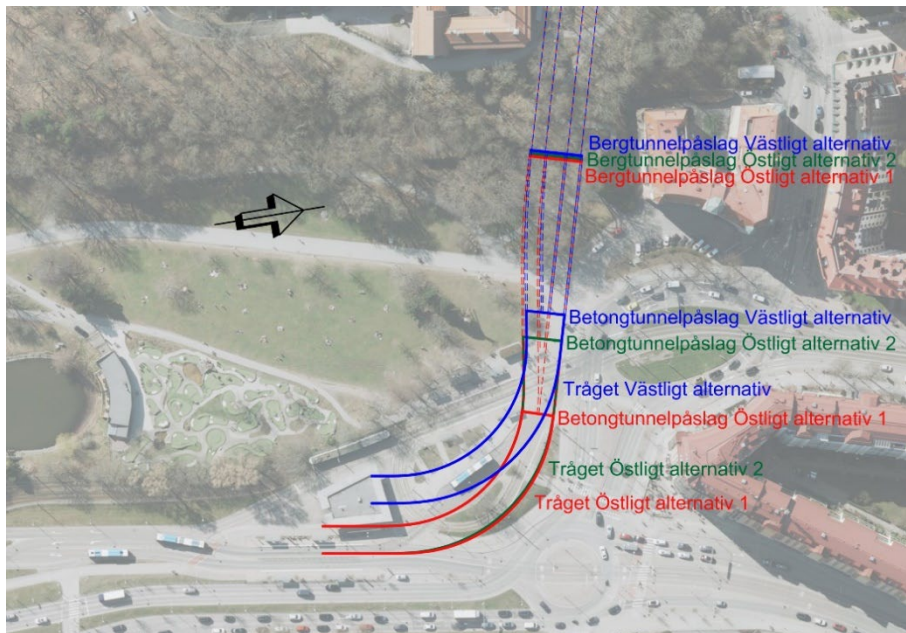 Bergtunnelpåslag Västligt alternativ
Bergtunnelpåslag Östligt alternativ 2
Bergtunnelpåslag Östligt alternativ 1
Betongtunnelpåslag Västligt alternativ
Betongtunnelpåslag Östligt alternativ 2
Tråget Västligt alternativ
Betongtunnelpåslag Östligt alternativ 1
Tråget Östligt alternativ 2
Tråget Östligt alternativ 1